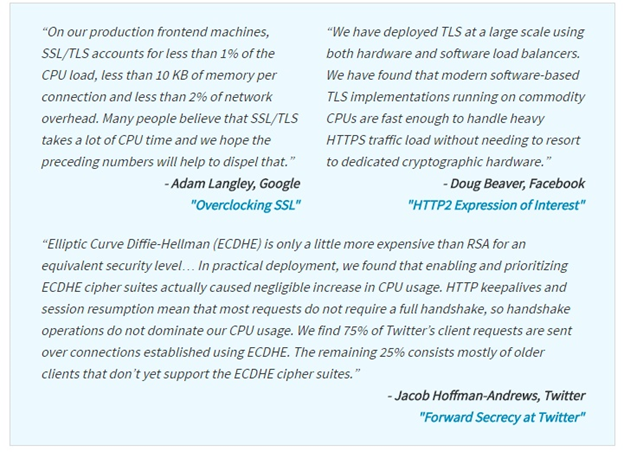 “On our production frontend machines,
SSL/TLS accounts for less than 1% of the
CPU load, less than 10 KB of memory per
connection and less than 2% of network
overhead. Many people believe that SSL/TLS
takes a lot of CPU time and we hope the
preceding numbers will help to dispel that.”
- Adam Langley, Google
"Overclocking SSL"
“We have deployed TLS at a large scale using
both hardware and software load balancers.
We have found that modern software-based
TLS implementations running on commodity
CPUs are fast enough to handle heavy
HTTPS traffic load without needing to resort
to dedicated cryptographic hardware.”
- Doug Beaver, Facebook
"HTTP2 Expression of Interest"
“Elliptic Curve Diffie-Hellman (ECDHE) is only a little more expensive than RSA for an
equivalent security level… In practical deployment, we found that enabling and prioritizing
ECDHE cipher suites actually caused negligible increase in CPU usage. HTTP keepalives and
session resumption mean that most requests do not require a full handshake, so handshake
operations do not dominate our CPU usage. We find 75% of Twitter’s client requests are sent
over connections established using ECDHE. The remaining 25% consists mostly of older
clients that don’t yet support the ECDHE cipher suites.”
- Jacob Hoffman-Andrews, Twitter
"Forward Secrecy at Twitter"